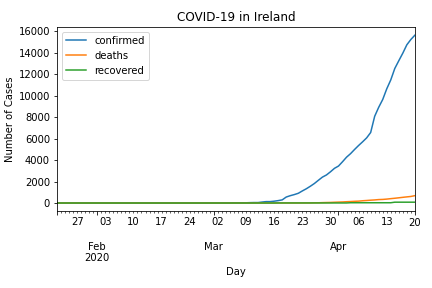 COVID-19 in Ireland
confirmed
deaths
recovered
Number of Cases
16000
14000
12000
10000
8000
6000
4000
2000
0
27 03 10 17 24 02 09 16 23 30 06 13 20
Feb Mar Apr
2020
Day